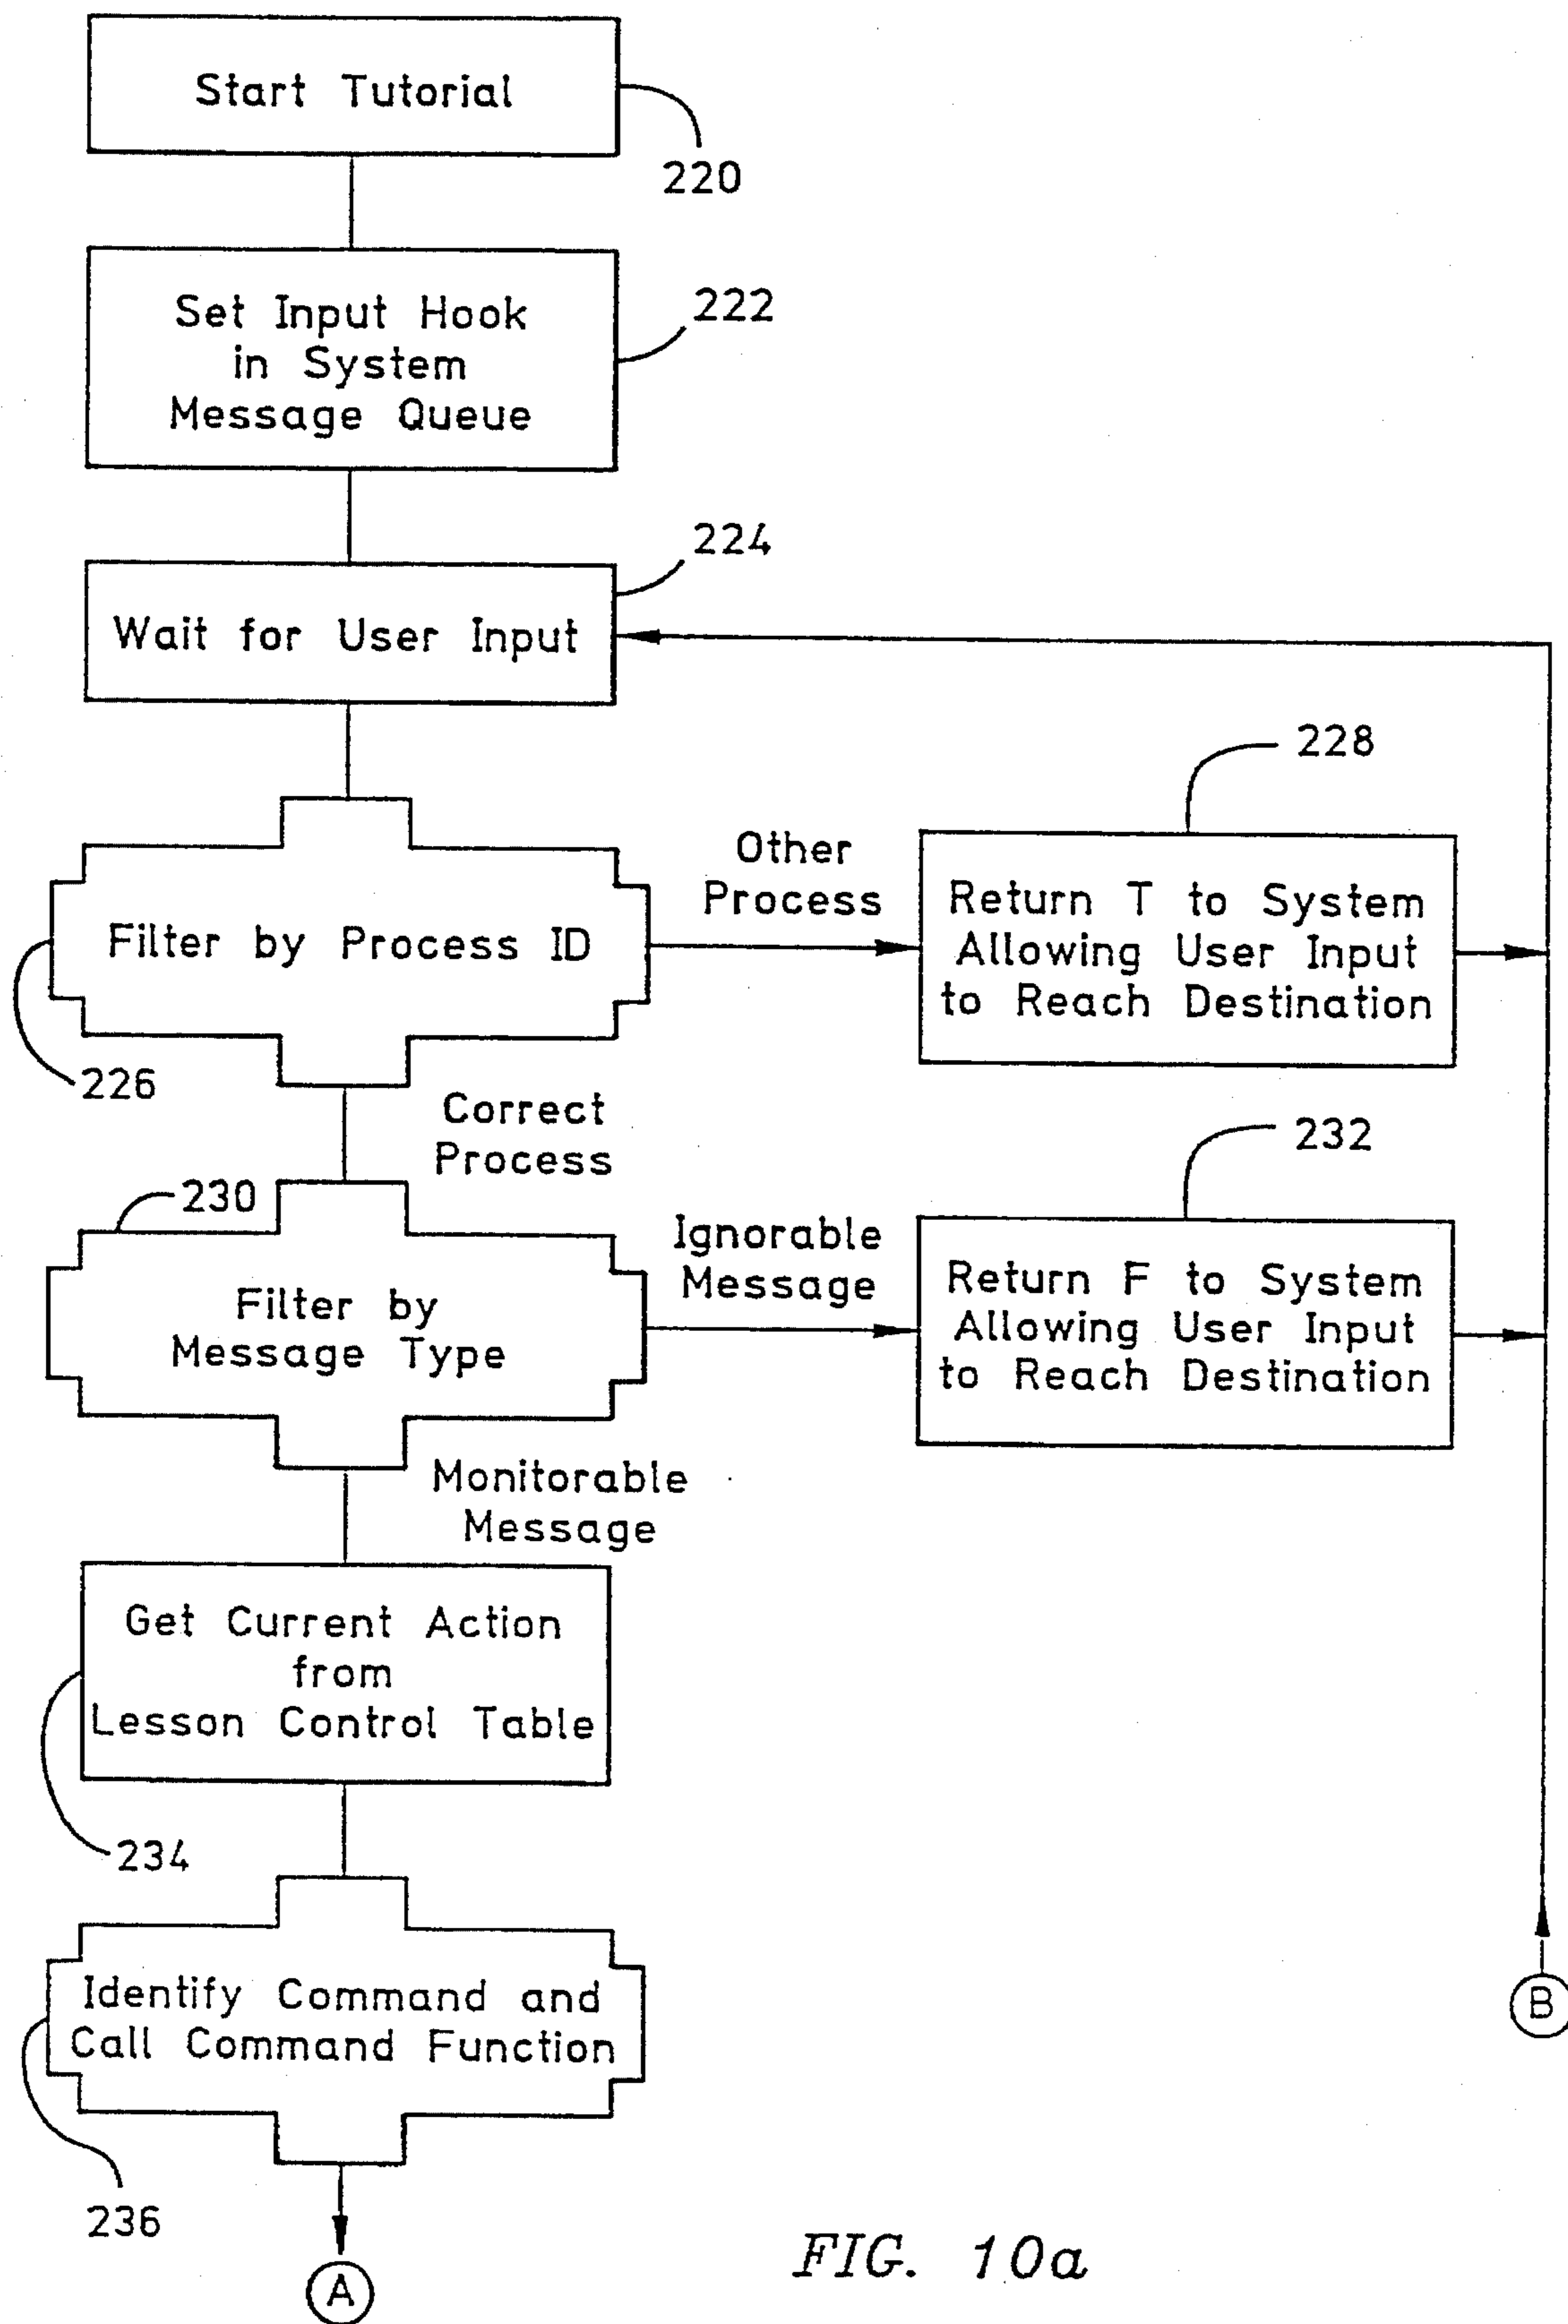 Start Tutorial
220
Set Input Hook
in System
Message Queue
222
224
Wait for User Input
228
Other
Process
Return T to System
Allowing User Input
to Reach Destination
Filter by Process ID
226
Correct
Process
232
230
Ignorable
Message
Return F to System
Allowing User Input
to Reach Destination
Filter by
Message Type
Monitorable
Message
Get Current Action
from
Lesson Control Table
234
Identify Command and
Call Command Function
B
236
A
FIG. 10a